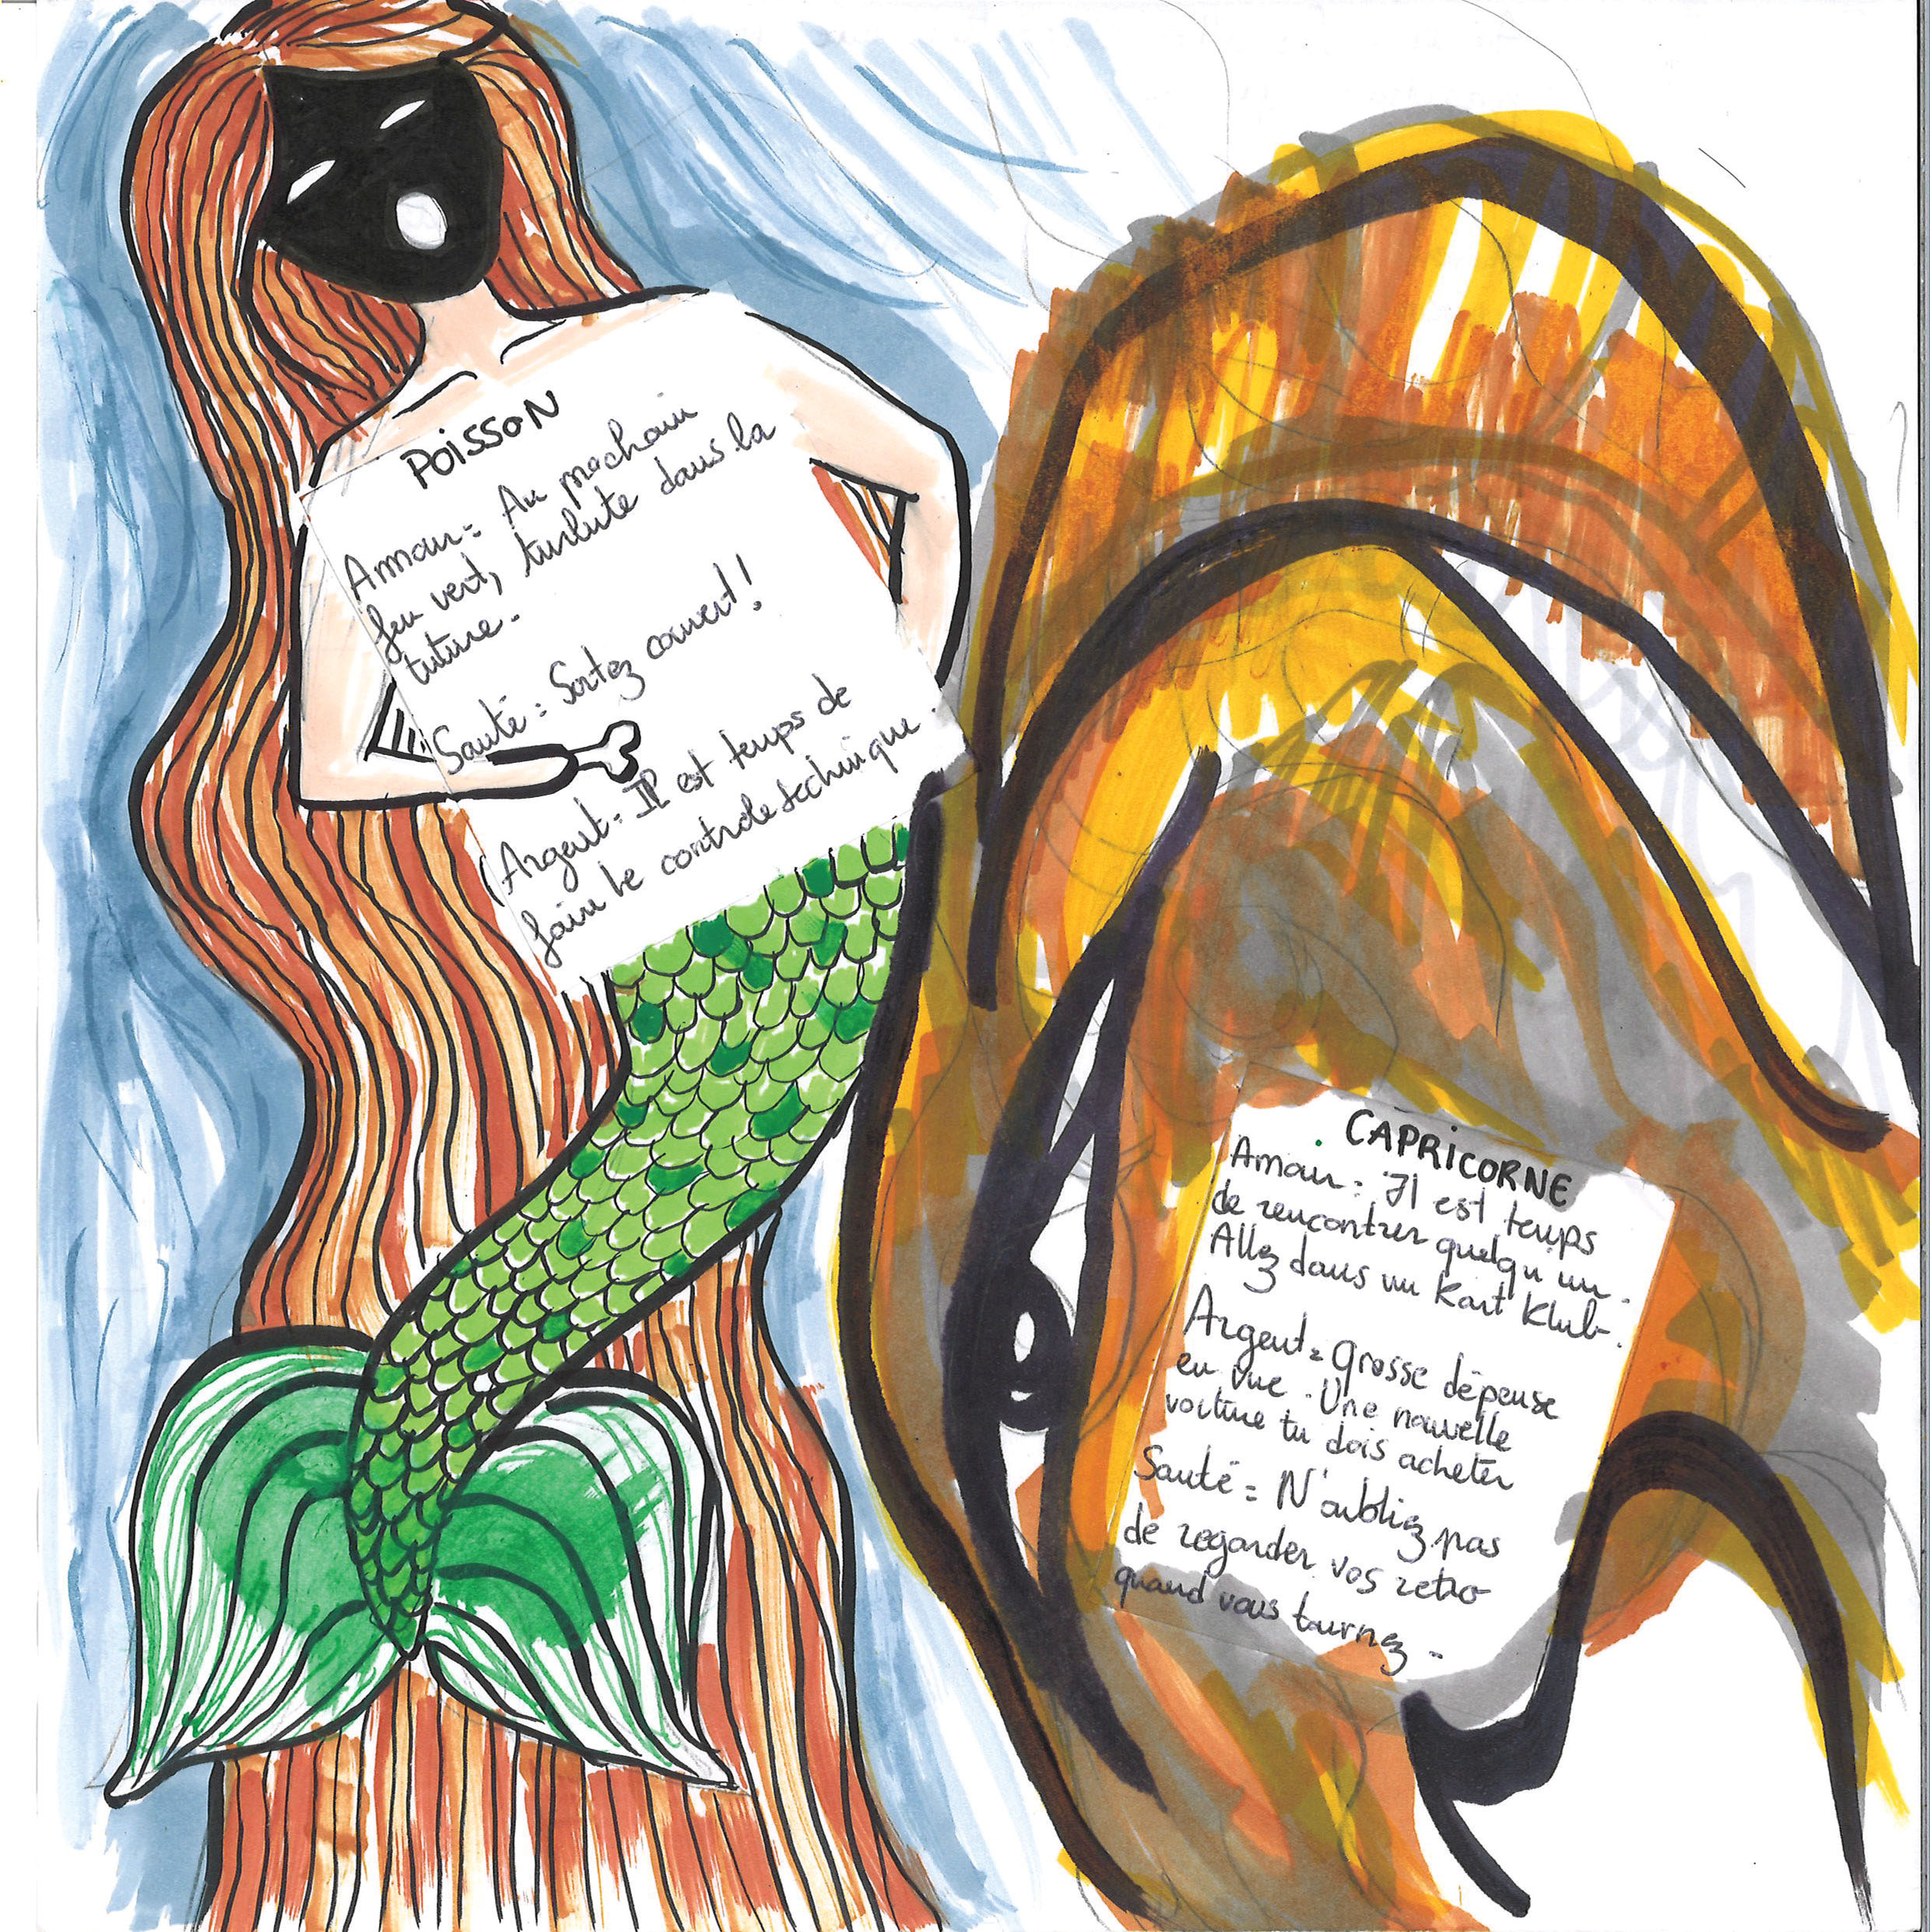 POISSON
Amour = Au prochain
feu vert, turlute dans la
tuture.
Santé = Sortez couvert!
Argent = Il est temps de
faire le controle technique.
CAPRICORNE
Amour = Il est temps
de rencontrer quelqu'un.
Allez dans un Kart Klub.
Argent = grosse dépense
en vue. Une nouvelle
voiture tu dois acheter
Santé = N'oubliez pas
de regarder vos retro
quand vous tournez.